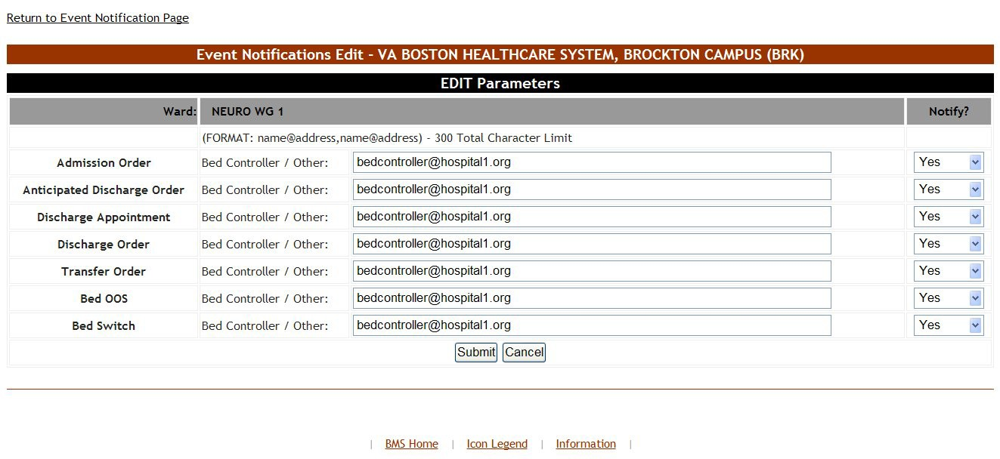 Return to Event Notification Page
Event Notifications Edit - VA BOSTON HEALTHCARE SYSTEM, BROCKTON CAMPUS (BRK)
EDIT Parameters
Ward: NEURO WG 1 Notify?
(FORMAT: name@address,name@address) - 300 Total Character Limit
Admission Order Bed Controller / Other: bedcontroller@hospital1.org Yes
Anticipated Discharge Order Bed Controller / Other: bedcontroller@hospital1.org Yes
Discharge Appointment Bed Controller / Other: bedcontroller@hospital1.org Yes
Discharge Order Bed Controller / Other: bedcontroller@hospital1.org Yes
Transfer Order Bed Controller / Other: bedcontroller@hospital1.org Yes
Bed OOS Bed Controller / Other: bedcontroller@hospital1.org Yes
Bed Switch Bed Controller / Other: bedcontroller@hospital1.org Yes
Submit Cancel
| BMS Home | Icon Legend | Information |